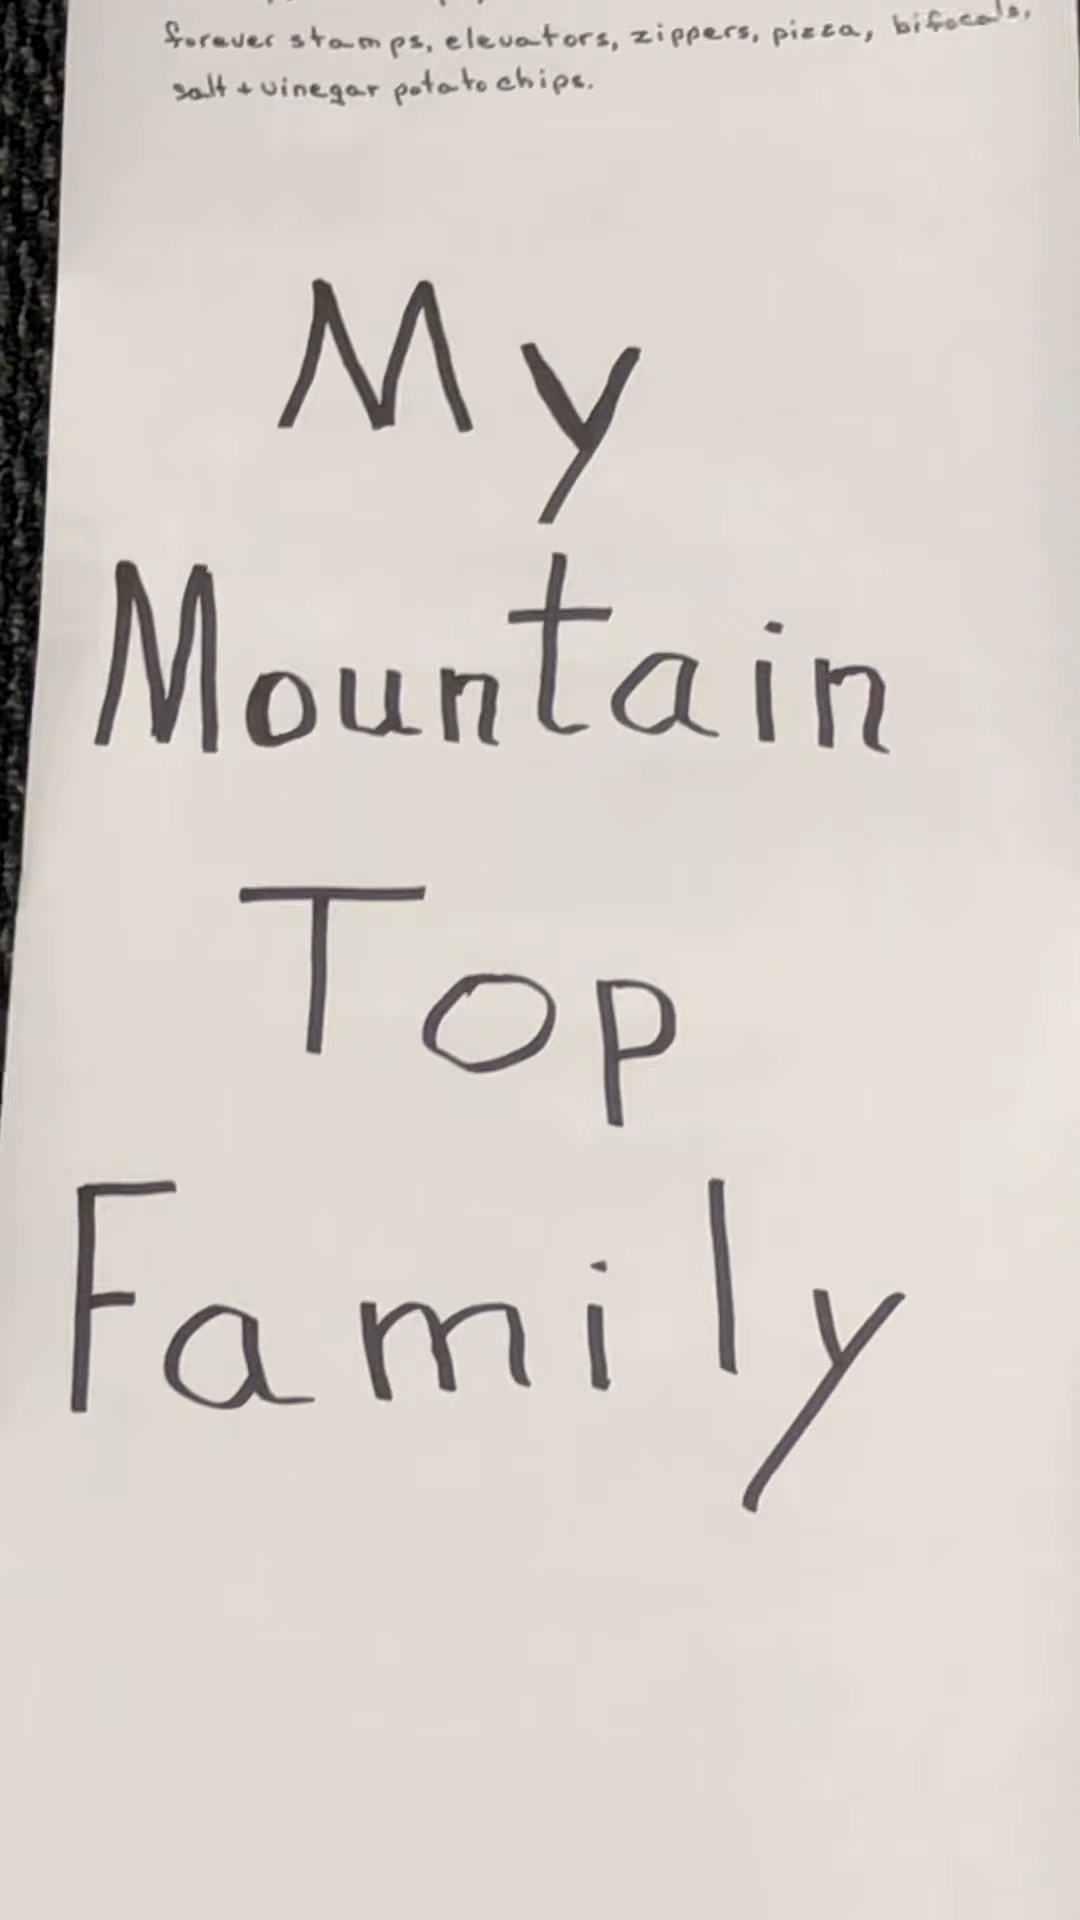 forever stamps, elevators, zippers, pizza, bifocals,
salt + vinegar potato chips.
My
Mountain
Top
Family